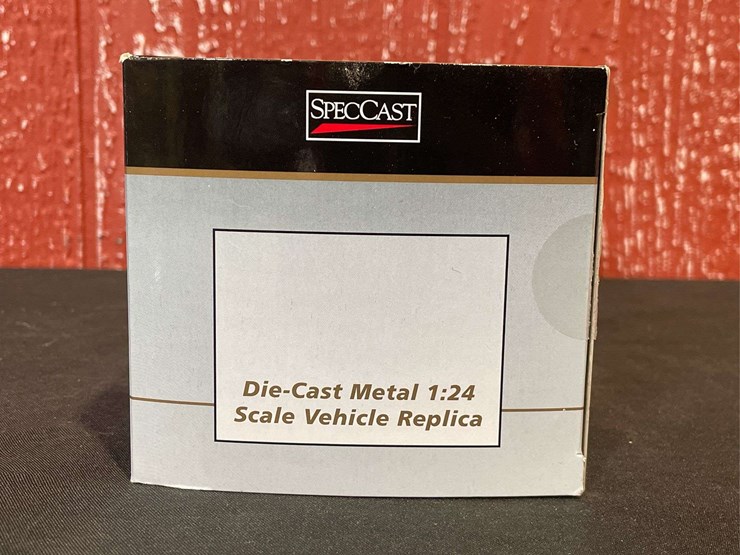 SPECCAST
Die-Cast Metal 1:24
Scale Vehicle Replica